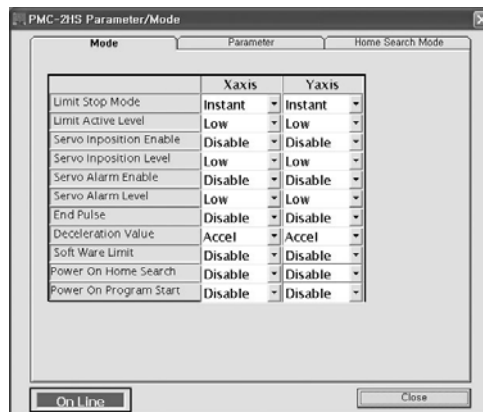 PMC-2HS Parameter/Mode
Mode Parameter Home Search Mode
Xaxis Yaxis
Limit Stop Mode Instant Instant
Limit Active Level Low Low
Servo Inposition Enable Disable Disable
Servo Inposition Level Low Low
Servo Alarm Enable Disable Disable
Servo Alarm Level Low Low
End Pulse Disable Disable
Deceleration Value Accel Accel
Soft Ware Limit Disable Disable
Power On Home Search Disable Disable
Power On Program Start Disable Disable
On Line Close